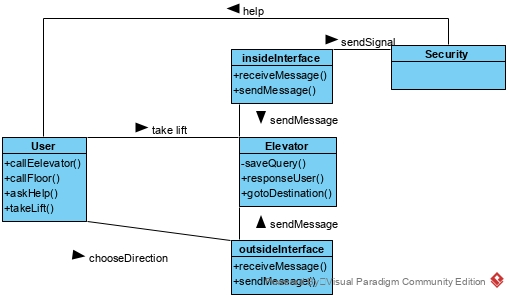 help
sendSignal
insideInterface
+receiveMessage()
+sendMessage()
Security
sendMessage
take lift
User
+callEelevator()
+callFloor()
+askHelp()
+takeLift()
Elevator
-saveQuery()
+responseUser()
+gotoDestination()
sendMessage
chooseDirection
outsideInterface
+receiveMessage()
+sendMessage()
Visual Paradigm Community Edition